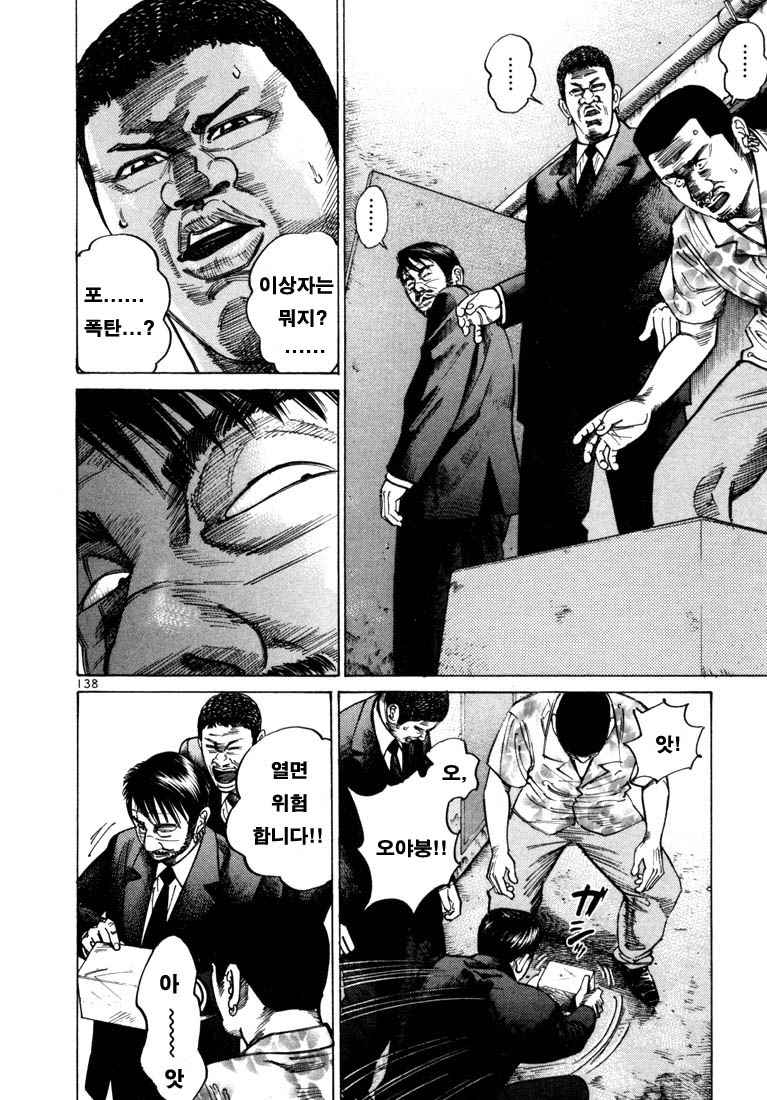 ……
……
……
이상자는
뭐지?
……
포……
폭탄…?
138
앗!
오,
오야붕!!
ガシッ
열면
위험
합니다!!
아
~~~
앗